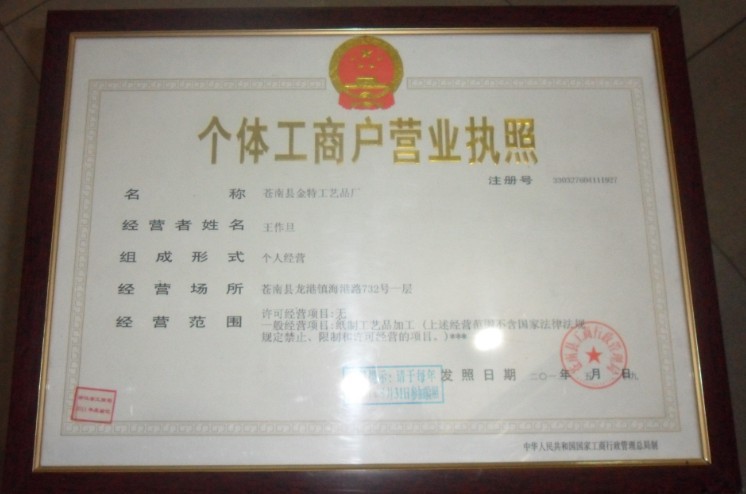 个体工商户营业执照
注册号
名称 苍南县金特工艺品厂
经营者姓名 王作旦
组成形式 个人经营
经营场所 苍南县龙港镇海港路732号一层
经营范围 许可经营项目:无
一般经营项目:纸制工艺品加工(上述经营范围不含国家法律法规
规定禁止、限制和许可经营的项目。)***
发照日期 二〇一 年 月 日
中华人民共和国国家工商行政管理总局制